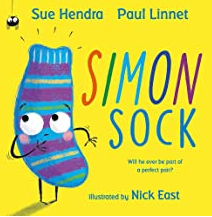 Sue Hendra Paul Linnet
SIMON
SOCK
Will he ever be part of
a perfect pair?
illustrated by Nick East